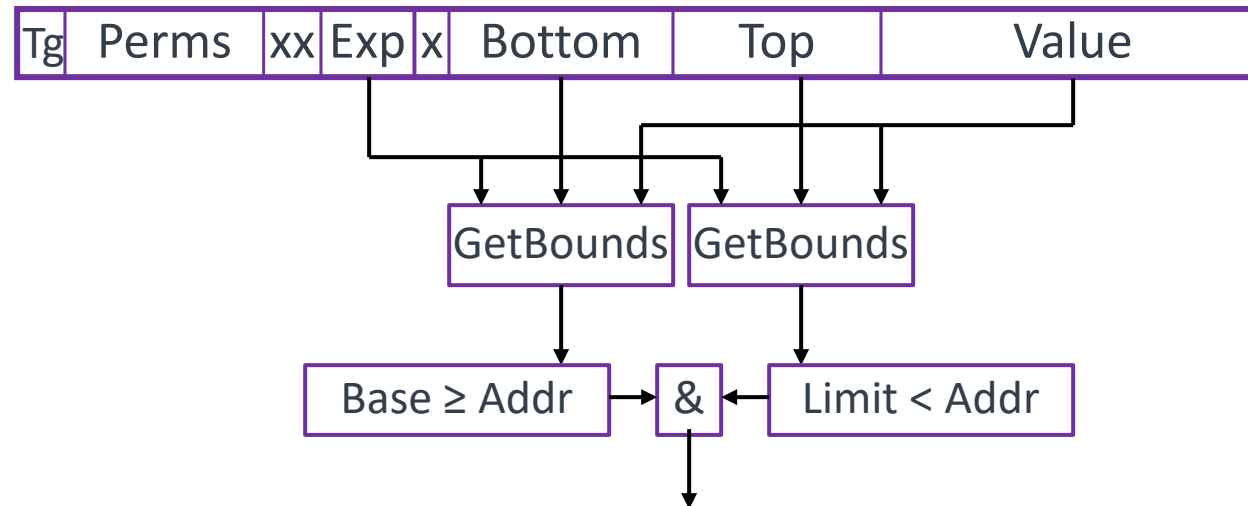 Tg Perms xx Exp x Bottom Top Value
GetBounds GetBounds
Base ≥ Addr & Limit < Addr